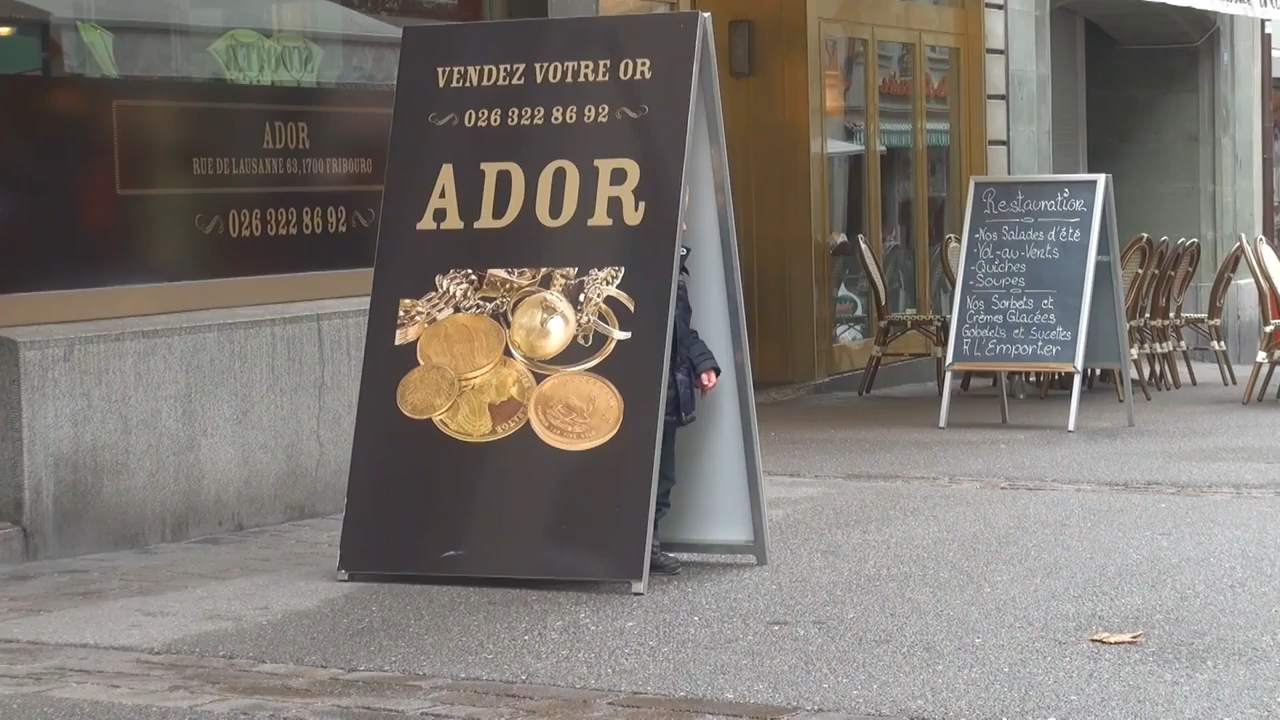 ADOR
RUE DE LAUSANNE 63, 1700 FRIBOURG
026 322 86 92
VENDEZ VOTRE OR
026 322 86 92
ADOR
Restauration
-Nos Salades d'été
-Vol-au-Vents
-Quiches
-Soupes
Nos Sorbets et
Crèmes Glacées
Gobelets et Sucettes
A L'Emporter